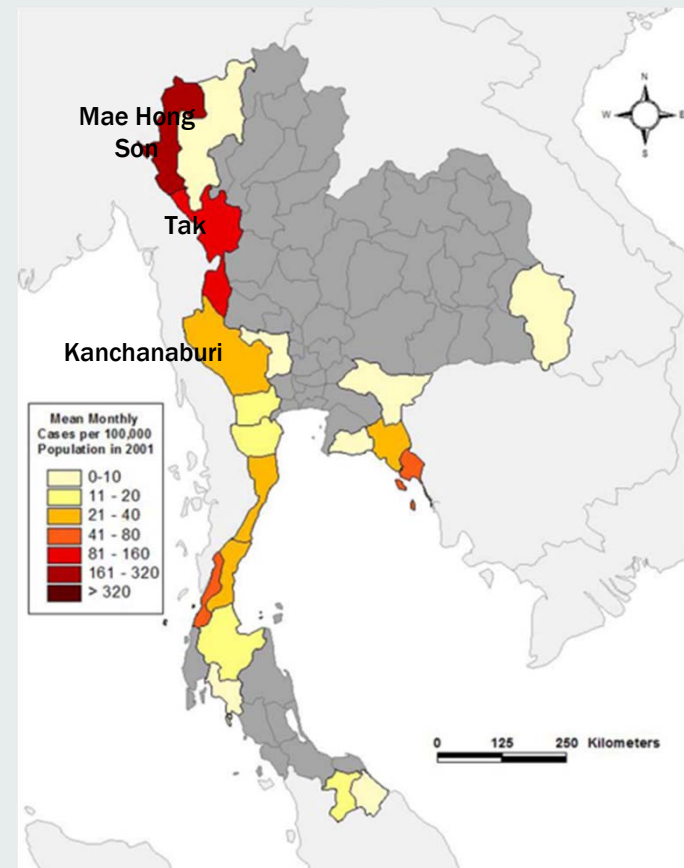 N
W E
S
Mae Hong
Son
Tak
Kanchanaburi
Mean Monthly
Cases per 100,000
Population in 2001
0-10
11 - 20
21 - 40
41 - 80
81 - 160
161 - 320
> 320
0 125 250 Kilometers